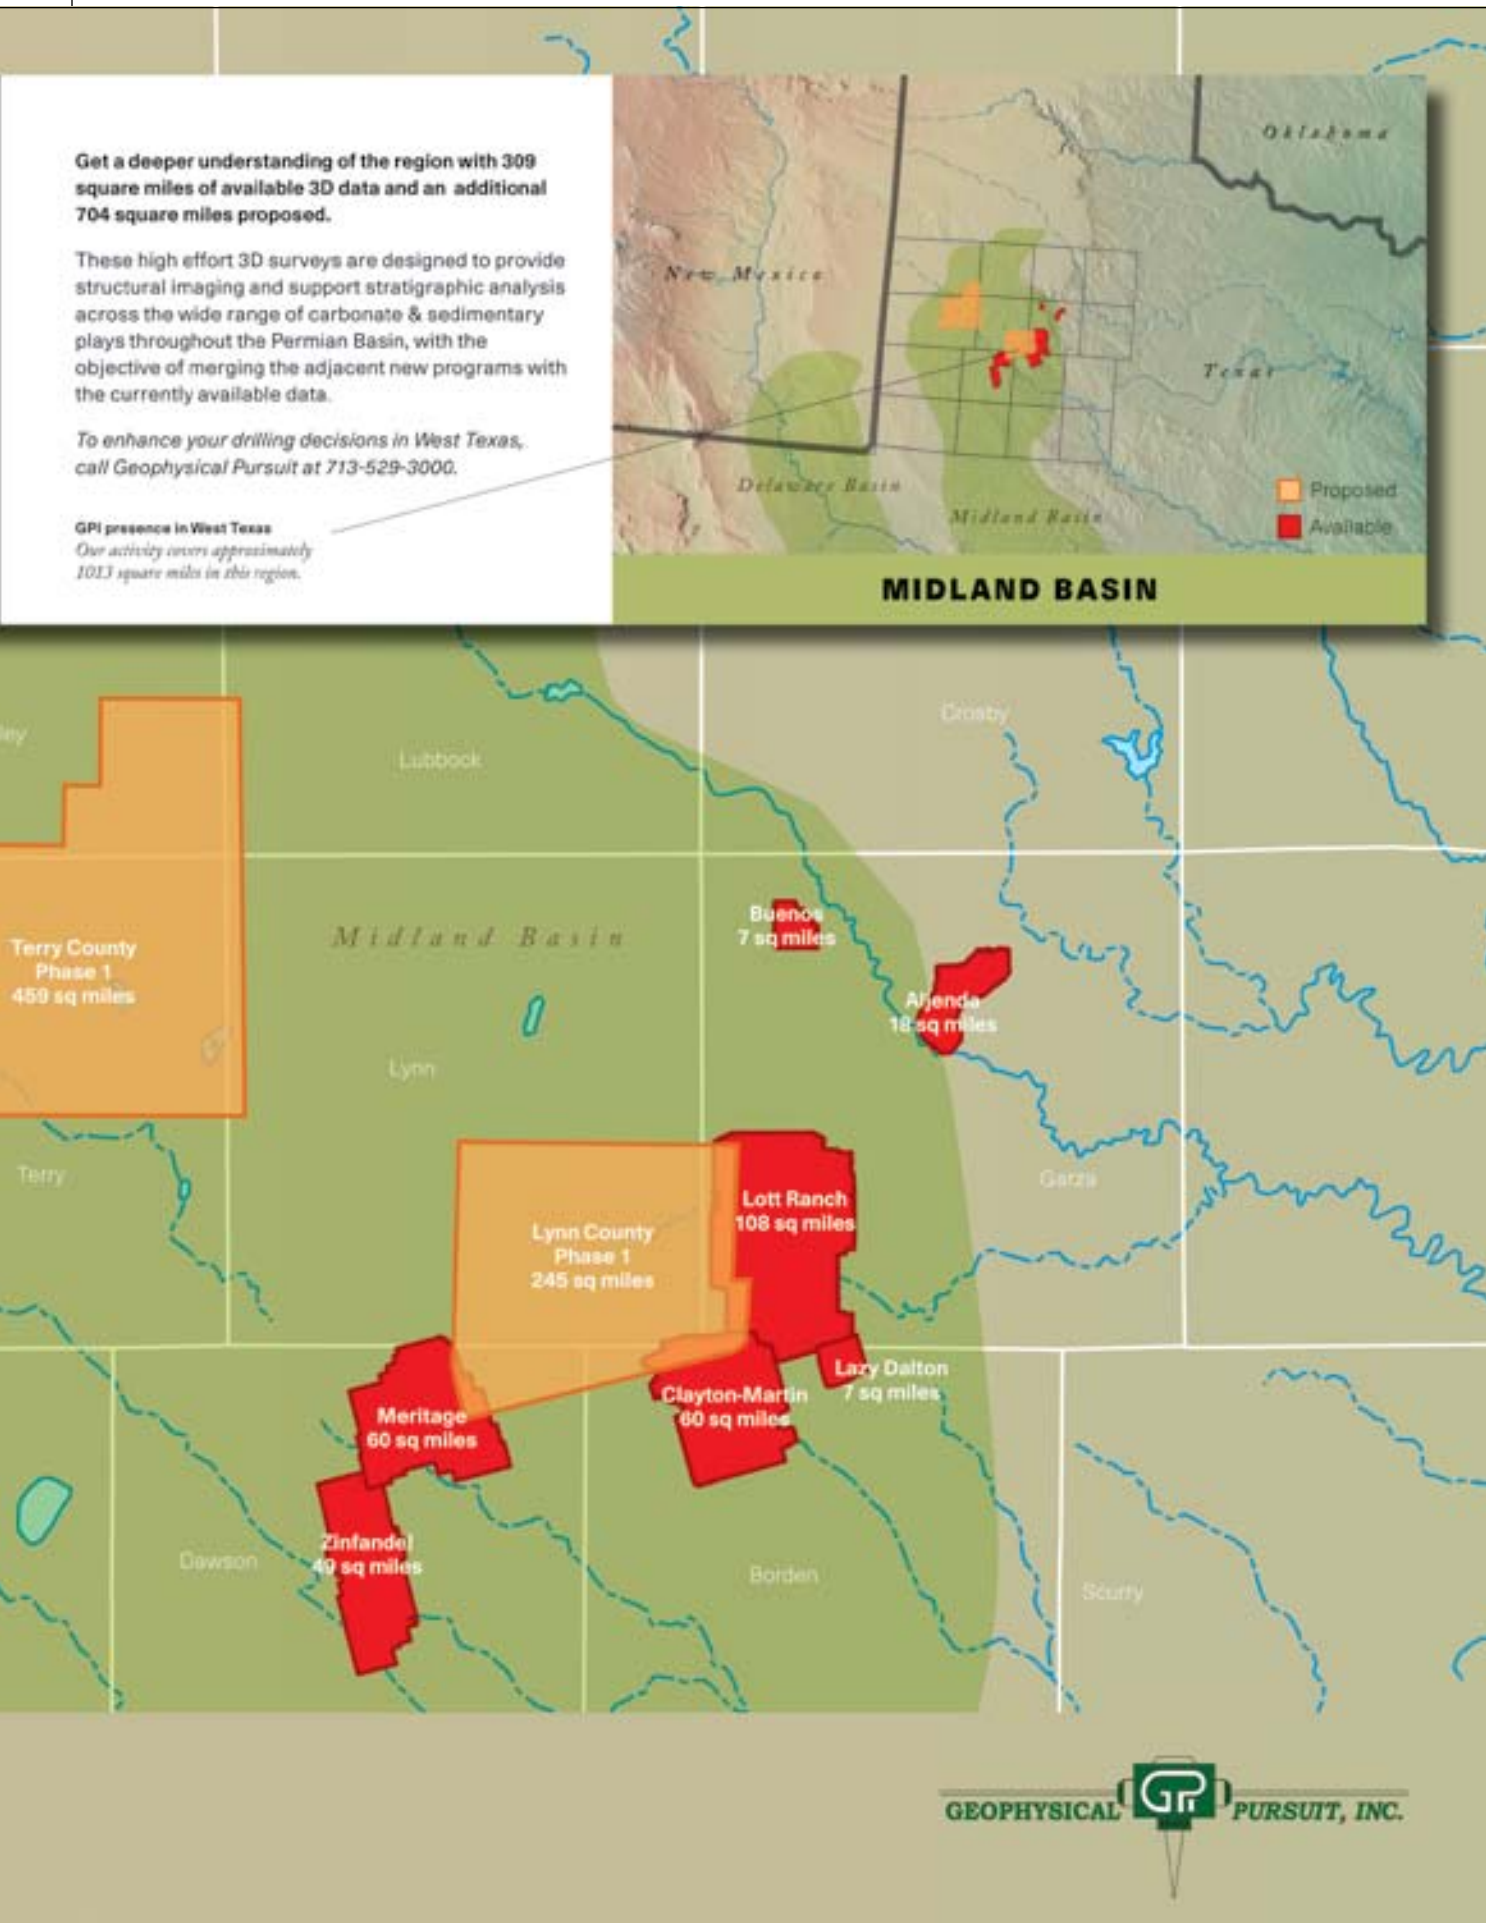 Get a deeper understanding of the region with 309
square miles of available 3D data and an additional
704 square miles proposed.
These high effort 3D surveys are designed to provide
structural imaging and support stratigraphic analysis
across the wide range of carbonate & sedimentary
plays throughout the Permian Basin, with the
objective of merging the adjacent new programs with
the currently available data.
To enhance your drilling decisions in West Texas,
call Geophysical Pursuit at 713-529-3000.
GPI presence in West Texas
Our activity covers approximately
1013 square miles in this region.
Oklahoma
New Mexico
Texas
Delaware Basin
Midland Basin
Proposed
Available
MIDLAND BASIN
ley
Lubbock
Crosby
Terry County
Phase 1
459 sq miles
Midland Basin
Buenos
7 sq miles
Aljenda
18 sq miles
Lynn
Terry
Garza
Lott Ranch
108 sq miles
Lynn County
Phase 1
245 sq miles
Lazy Dalton
7 sq miles
Clayton-Martin
60 sq miles
Meritage
60 sq miles
Zinfandel
49 sq miles
Dawson
Borden
Scurry
GEOPHYSICAL GPI PURSUIT, INC.